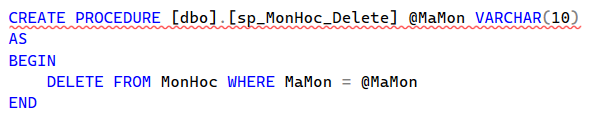 CREATE PROCEDURE [dbo].[sp_MonHoc_Delete] @MaMon VARCHAR(10)
AS
BEGIN
    DELETE FROM MonHoc WHERE MaMon = @MaMon
END